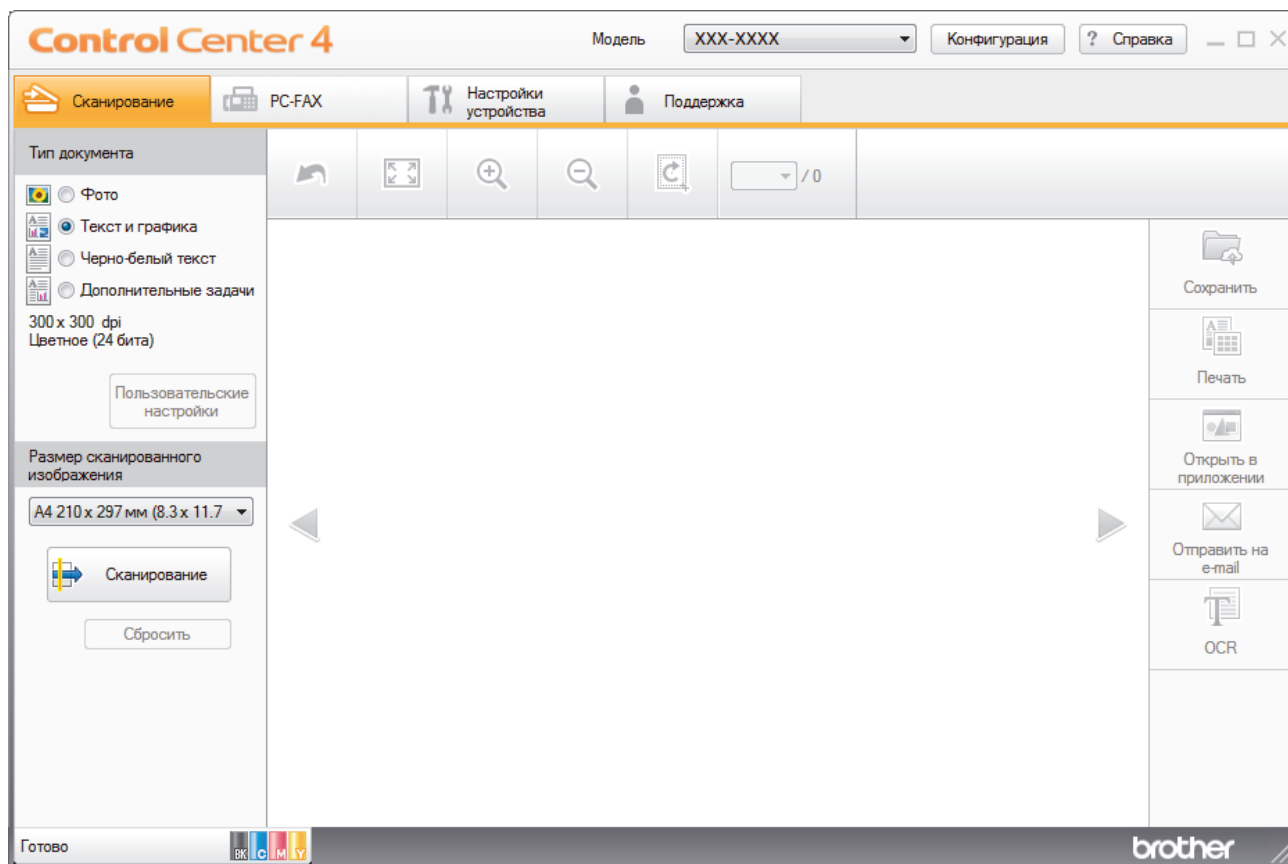 Control Center 4
Модель
XXX-XXXX
Конфигурация
? Справка
Сканирование
PC-FAX
Настройки
устройства
Поддержка
Тип документа
/ 0
Фото
Текст и графика
Черно-белый текст
Дополнительные задачи
300 x 300 dpi
Цветное (24 бита)
Пользовательские
настройки
Размер сканированного
изображения
A4 210 x 297 мм (8.3 x 11.7
Сканирование
Сбросить
Сохранить
Печать
Открыть в
приложении
Отправить на
e-mail
OCR
Готово
BK C M Y
brother